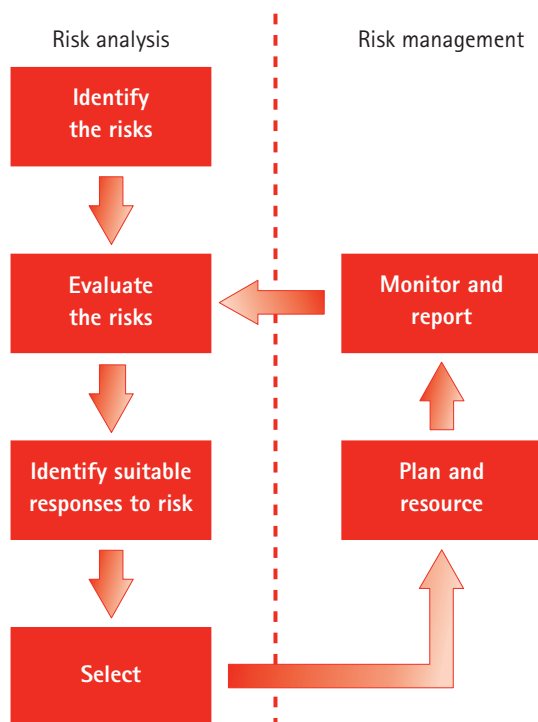 Risk analysis
Risk management
Identify
the risks
Evaluate
the risks
Monitor and
report
Identify suitable
responses to risk
Plan and
resource
Select